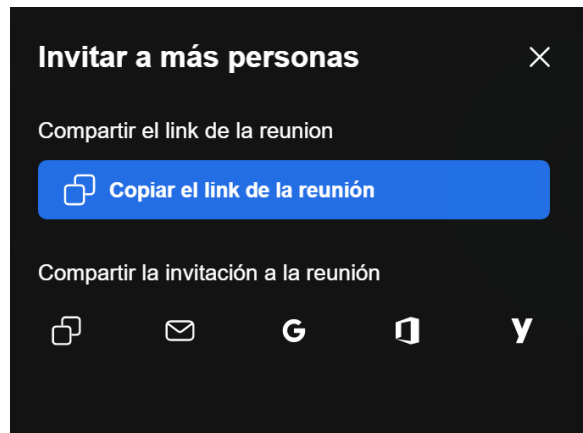 Invitar a más personas
Compartir el link de la reunion
Copiar el link de la reunión
Compartir la invitación a la reunión
G
y